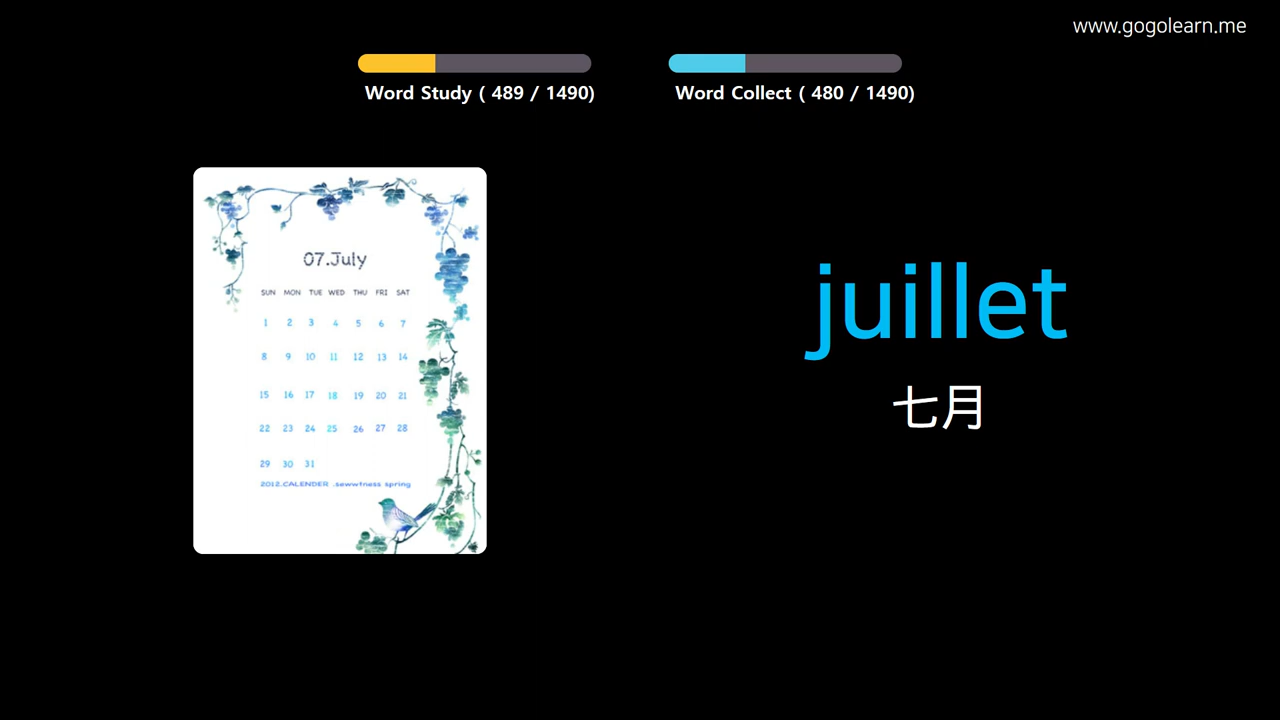 www.gogolearn.me
Word Study ( 489 / 1490)
Word Collect ( 480 / 1490)
07.July
SUN MON TUE WED THU FRI SAT
1 2 3 4 5 6 7
8 9 10 11 12 13 14
15 16 17 18 19 20 21
22 23 24 25 26 27 28
29 30 31
2012.CALENDER .sewwtness spring
juillet
七月